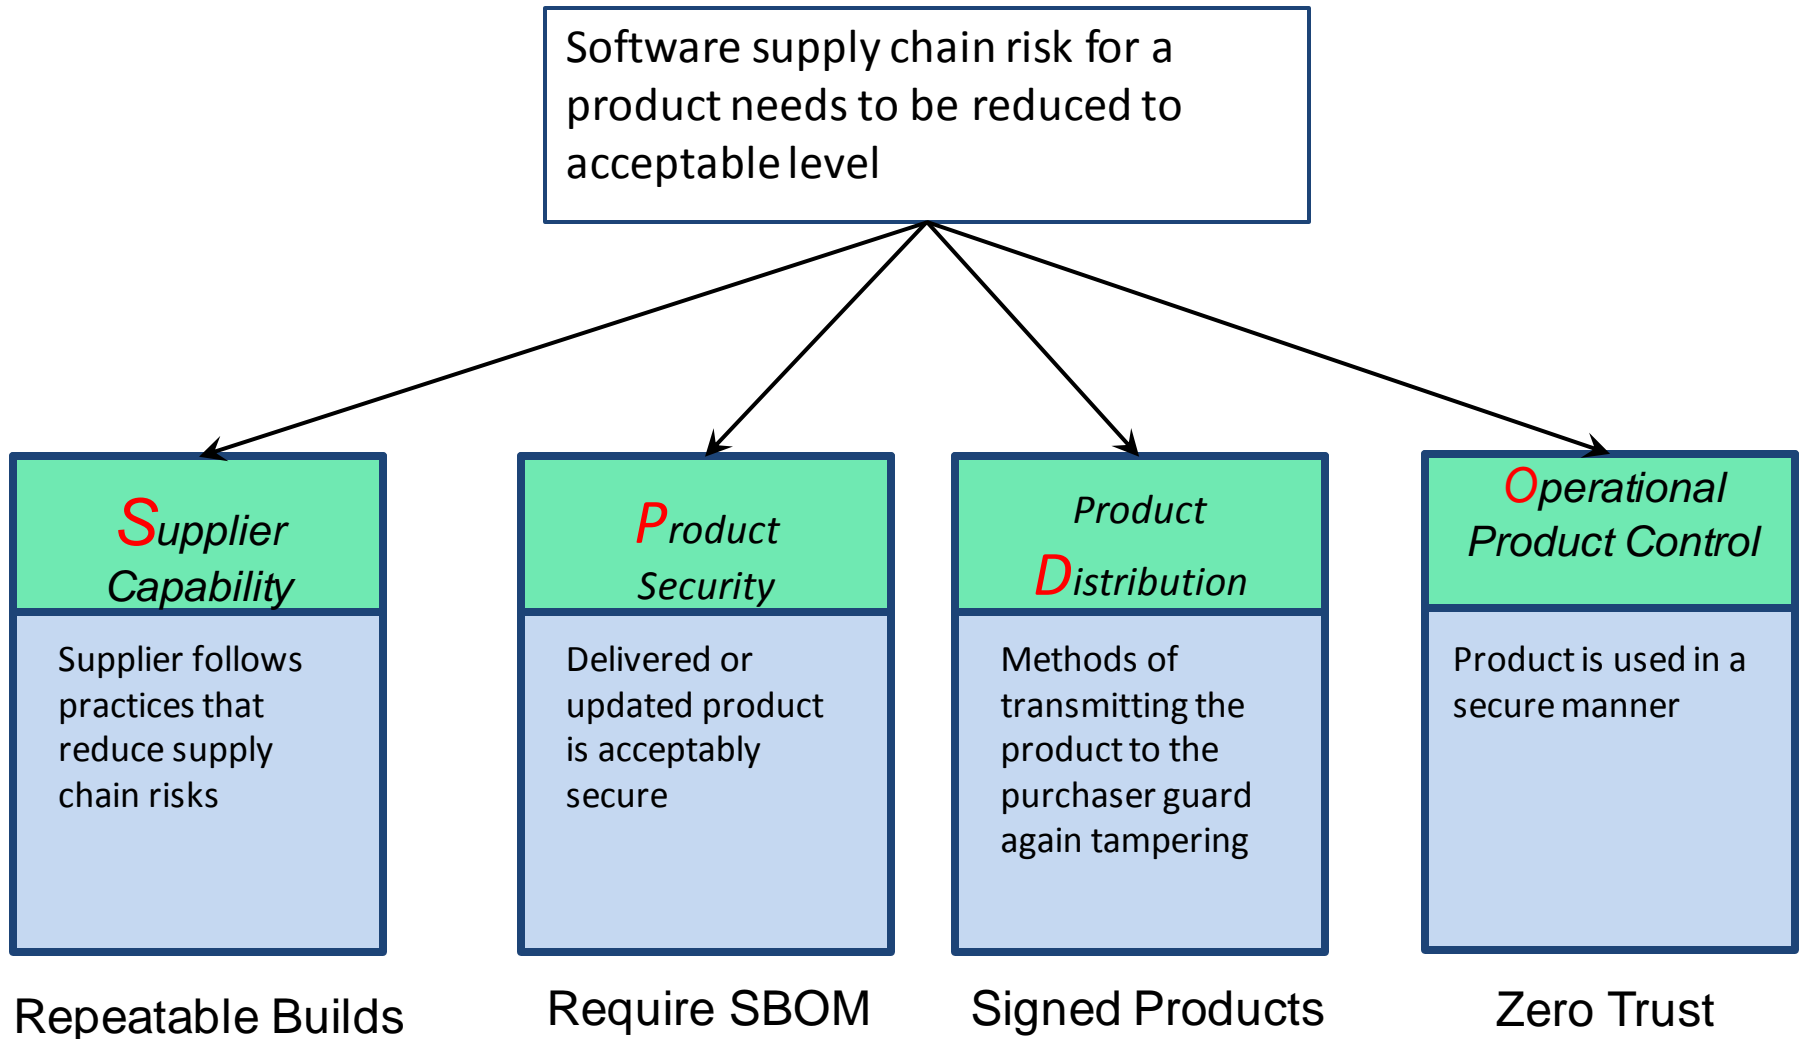 Software supply chain risk for a
product needs to be reduced to
acceptable level
Supplier
Capability
Supplier follows
practices that
reduce supply
chain risks
Repeatable Builds
Product
Security
Delivered or
updated product
is acceptably
secure
Require SBOM
Product
Distribution
Methods of
transmitting the
product to the
purchaser guard
again tampering
Signed Products
Operational
Product Control
Product is used in a
secure manner
Zero Trust